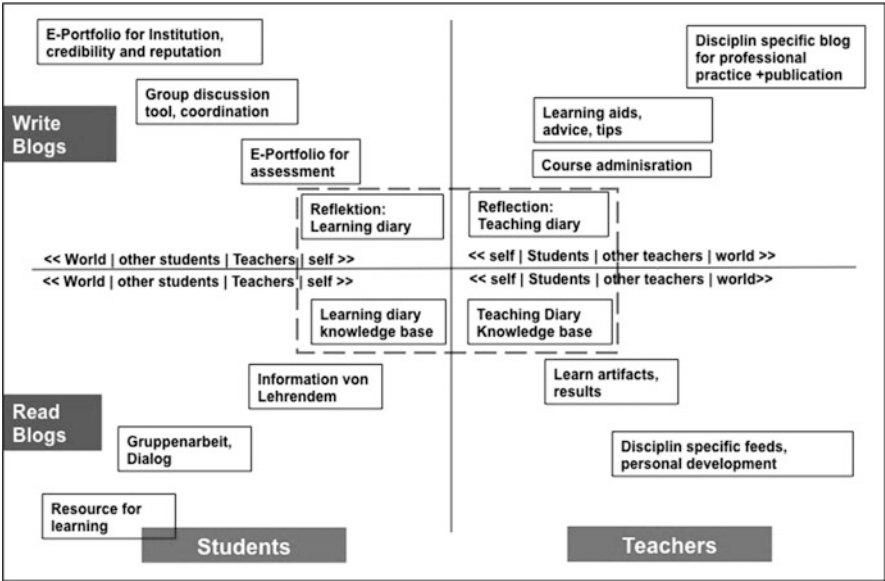 E-Portfolio for Institution,
credibility and reputation
Group discussion
tool, coordination
Write
Blogs
E-Portfolio for
assessment
Reflektion:
Learning diary
<< World | other students | Teachers | self >>
<< World | other students | Teachers | self >>
Learning diary
knowledge base
Information von
Lehrendem
Read
Blogs
Gruppenarbeit,
Dialog
Resource for
learning
Students
Disciplin specific blog
for professional
practice +publication
Learning aids,
advice, tips
Course adminisration
Reflection:
Teaching diary
<< self | Students | other teachers | world >>
<< self | Students | other teachers | world>>
Teaching Diary
Knowledge base
Learn artifacts,
results
Disciplin specific feeds,
personal development
Teachers